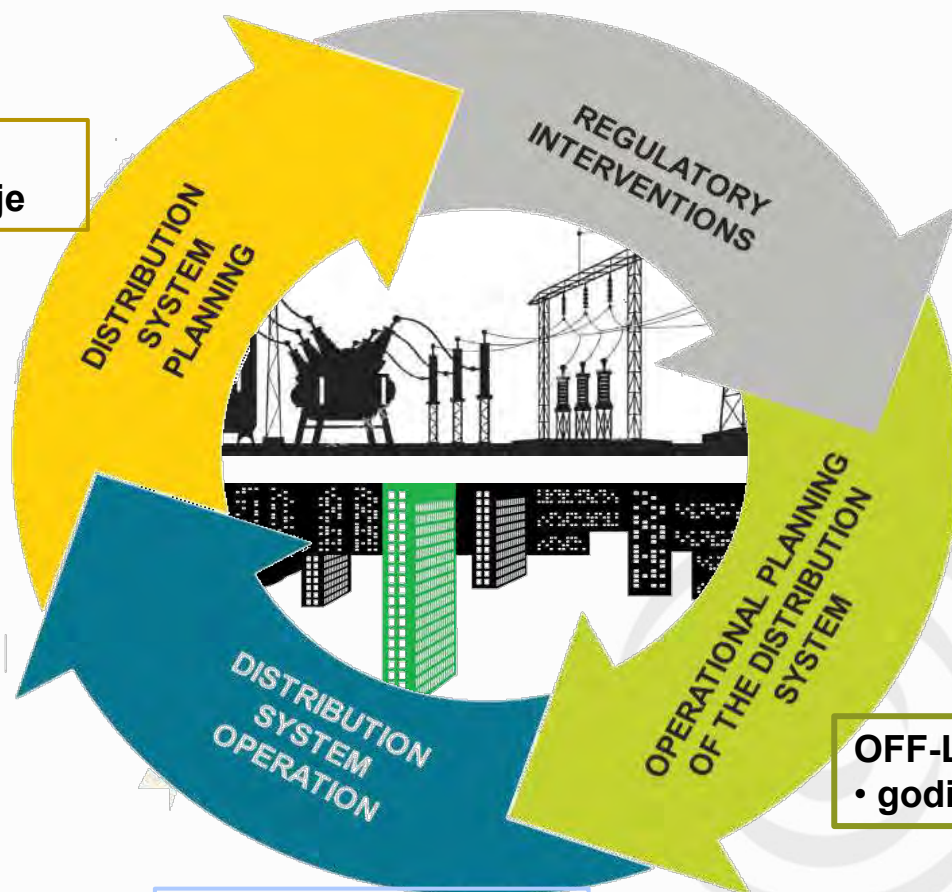 REGULATORY
INTERVENTIONS
je
DISTRIBUTION
SYSTEM
PLANNING
OPERATIONAL PLANNING
OF THE DISTRIBUTION
SYSTEM
DISTRIBUTION
SYSTEM
OPERATION
OFF-L
• godi